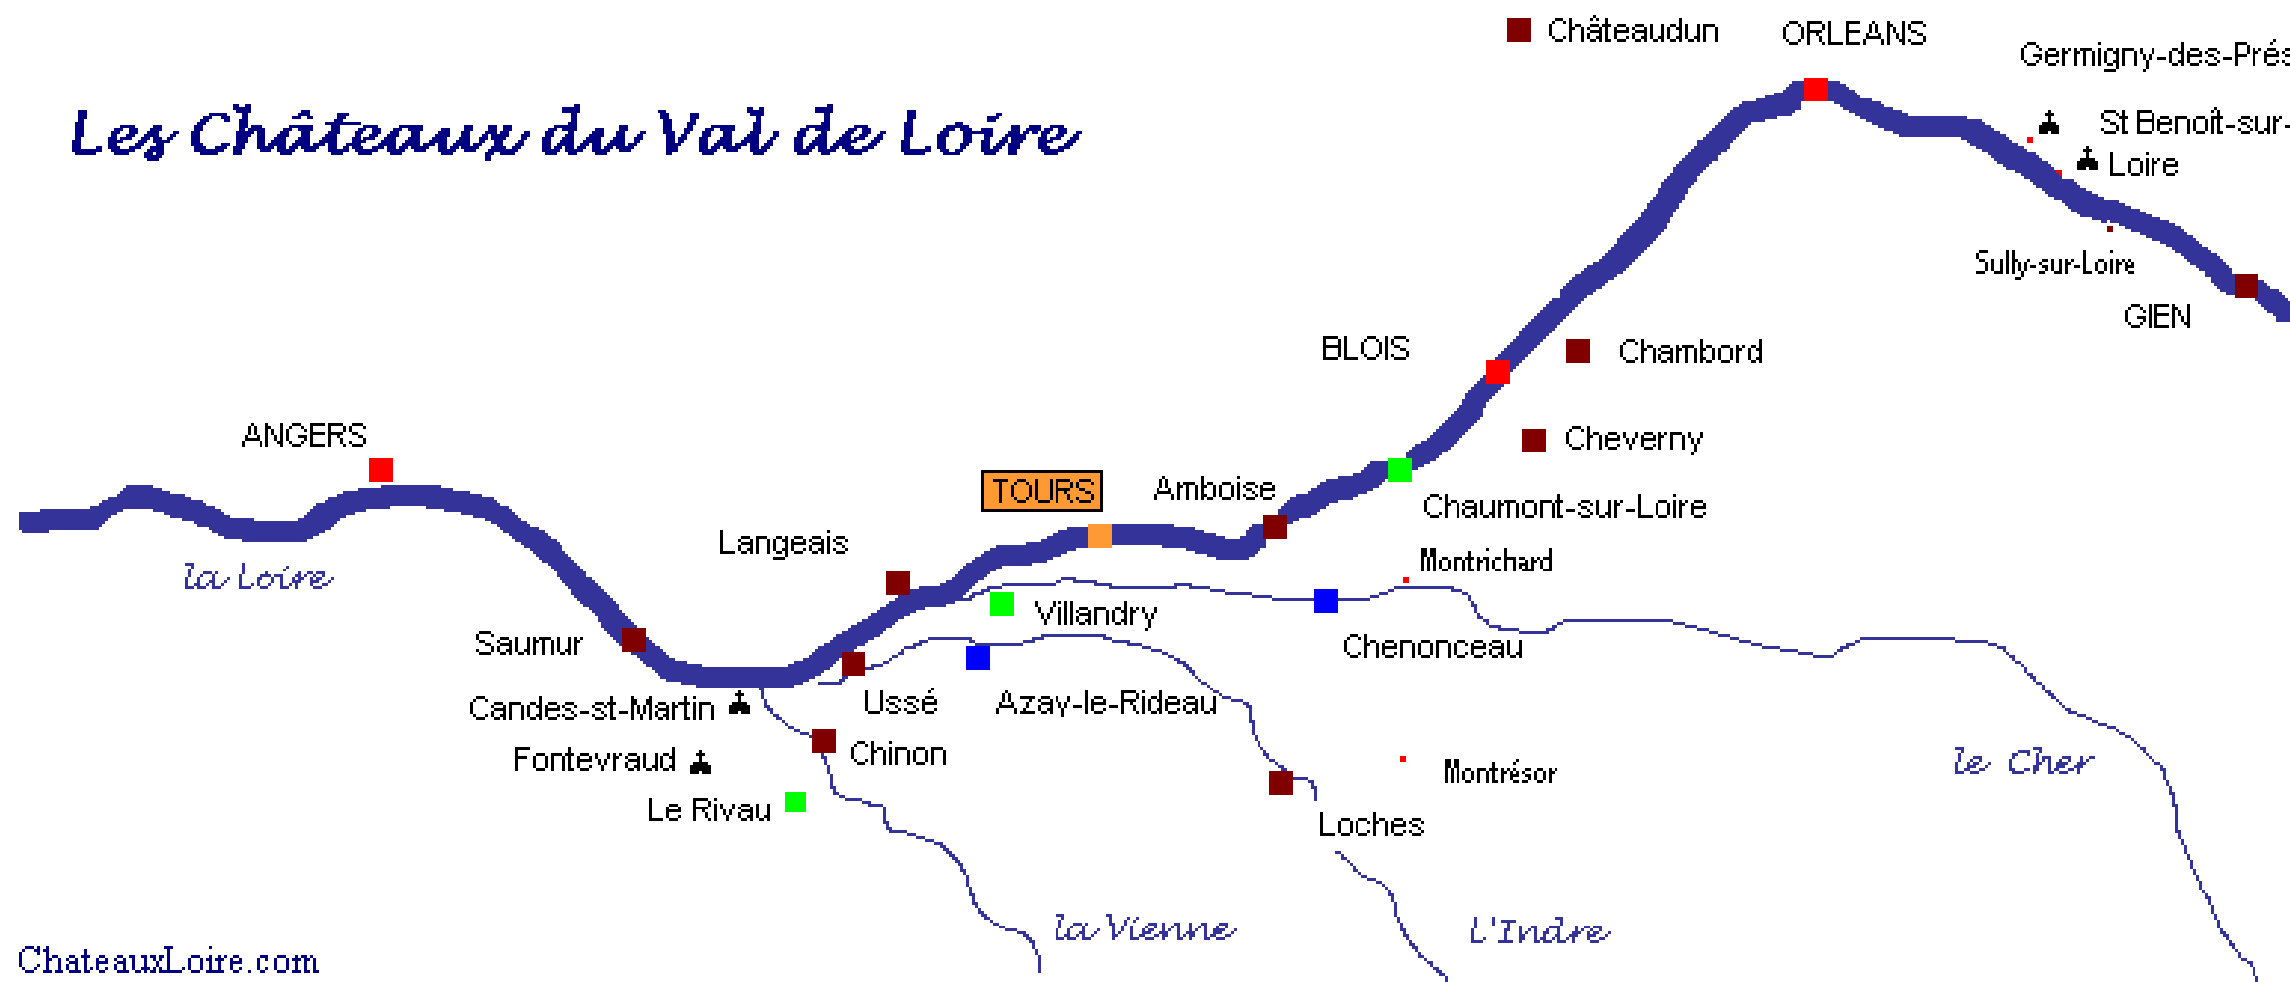 Châteaudun
ORLEANS
Germigny-des-Prés
Les Châteaux du Val de Loire
St Benoît-sur-
Loire
Sully-sur-Loire
GIEN
BLOIS
Chambord
ANGERS
Cheverny
TOURS
Amboise
Chaumont-sur-Loire
Langeais
Montrichard
la Loire
Villandry
Saumur
Chenonceau
Candes-st-Martin
Ussé
Azay-le-Rideau
Fontevraud
Chinon
le Cher
Montrésor
Le Rivau
Loches
la Vienne
L'Indre
ChateauxLoire.com